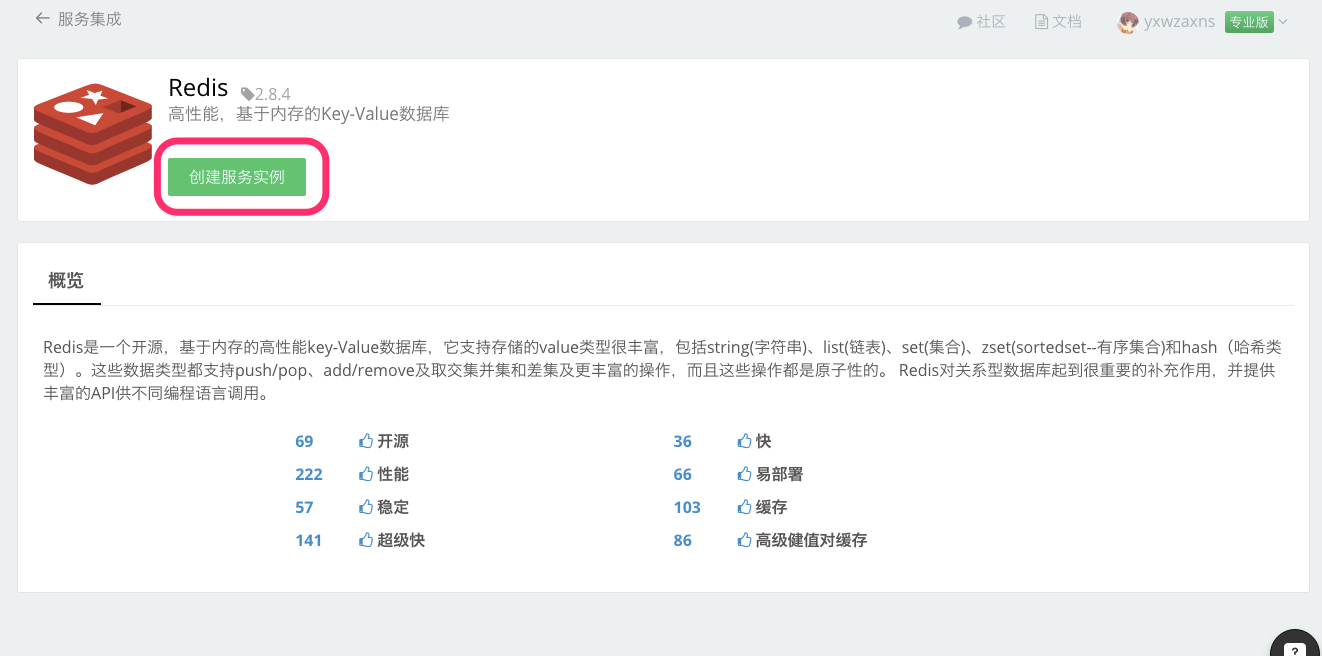 服务集成
社区 文档 yxwzaxns 专业版
Redis 2.8.4
高性能，基于内存的Key-Value数据库
创建服务实例
概览
Redis是一个开源，基于内存的高性能key-Value数据库，它支持存储的value类型很丰富，包括string(字符串)、list(链表)、set(集合)、zset(sortedset--有序集合)和hash（哈希类
型）。这些数据类型都支持push/pop、add/remove及取交集并集和差集及更丰富的操作，而且这些操作都是原子性的。 Redis对关系型数据库起到很重要的补充作用，并提供
丰富的API供不同编程语言调用。
69 开源 36 快
222 性能 66 易部署
57 稳定 103 缓存
141 超级快 86 高级健值对缓存
?